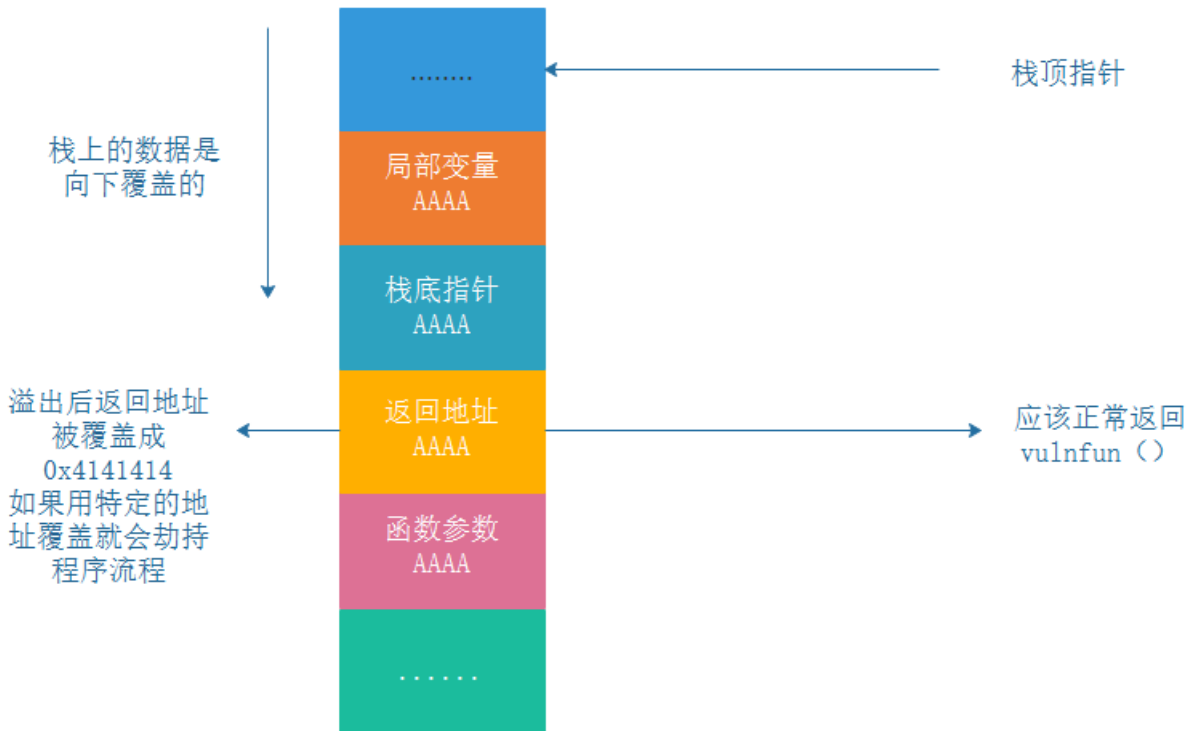 ........
栈顶指针
栈上的数据是
向下覆盖的
局部变量
AAAA
栈底指针
AAAA
溢出后返回地址
被覆盖成
0x4141414
如果用特定的地
址覆盖就会劫持
程序流程
返回地址
AAAA
应该正常返回
vulnfun（）
函数参数
AAAA
......